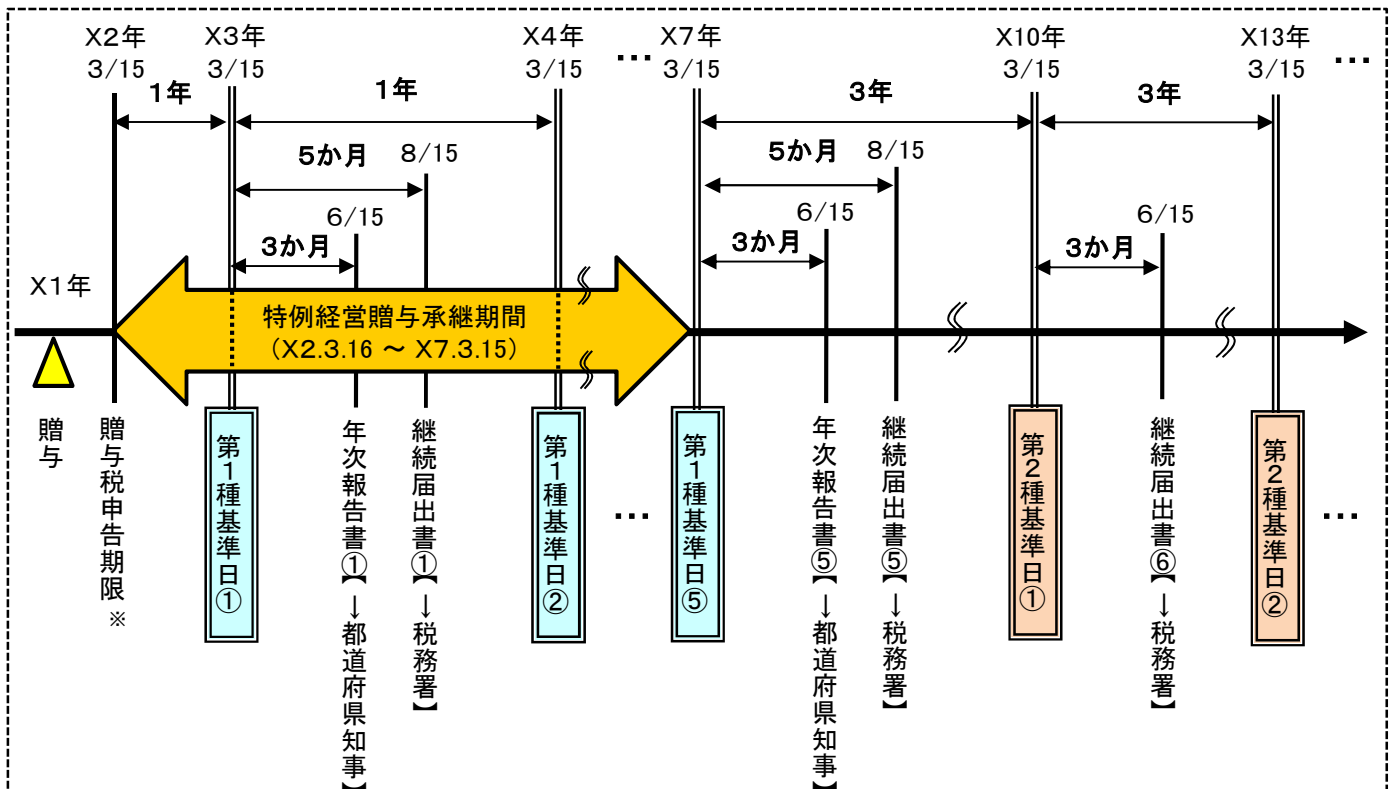 X2年
3/15
X3年
3/15
X4年
3/15
…
X7年
3/15
X10年
3/15
X13年
3/15
…
1年
1年
3年
3年
5か月
8/15
5か月
8/15
6/15
6/15
6/15
3か月
3か月
3か月
X1年
特例経営贈与承継期間
(X2.3.16 ～ X7.3.15)
贈与
贈与税申告期限※
第1種基準日①
年次報告書①【→都道府県知事】
継続届出書①【→税務署】
第1種基準日②
…
第1種基準日⑤
年次報告書⑤【→都道府県知事】
継続届出書⑤【→税務署】
第2種基準日①
継続届出書⑥【→税務署】
第2種基準日②
…